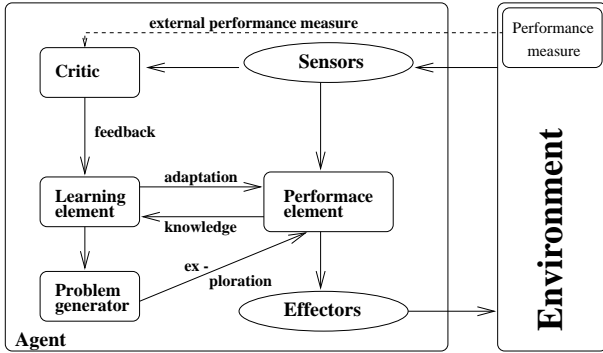 external performance measure
Performance
measure
Critic
Sensors
feedback
adaptation
Learning
element
Performace
element
knowledge
ex -
ploration
Problem
generator
Effectors
Agent
Environment